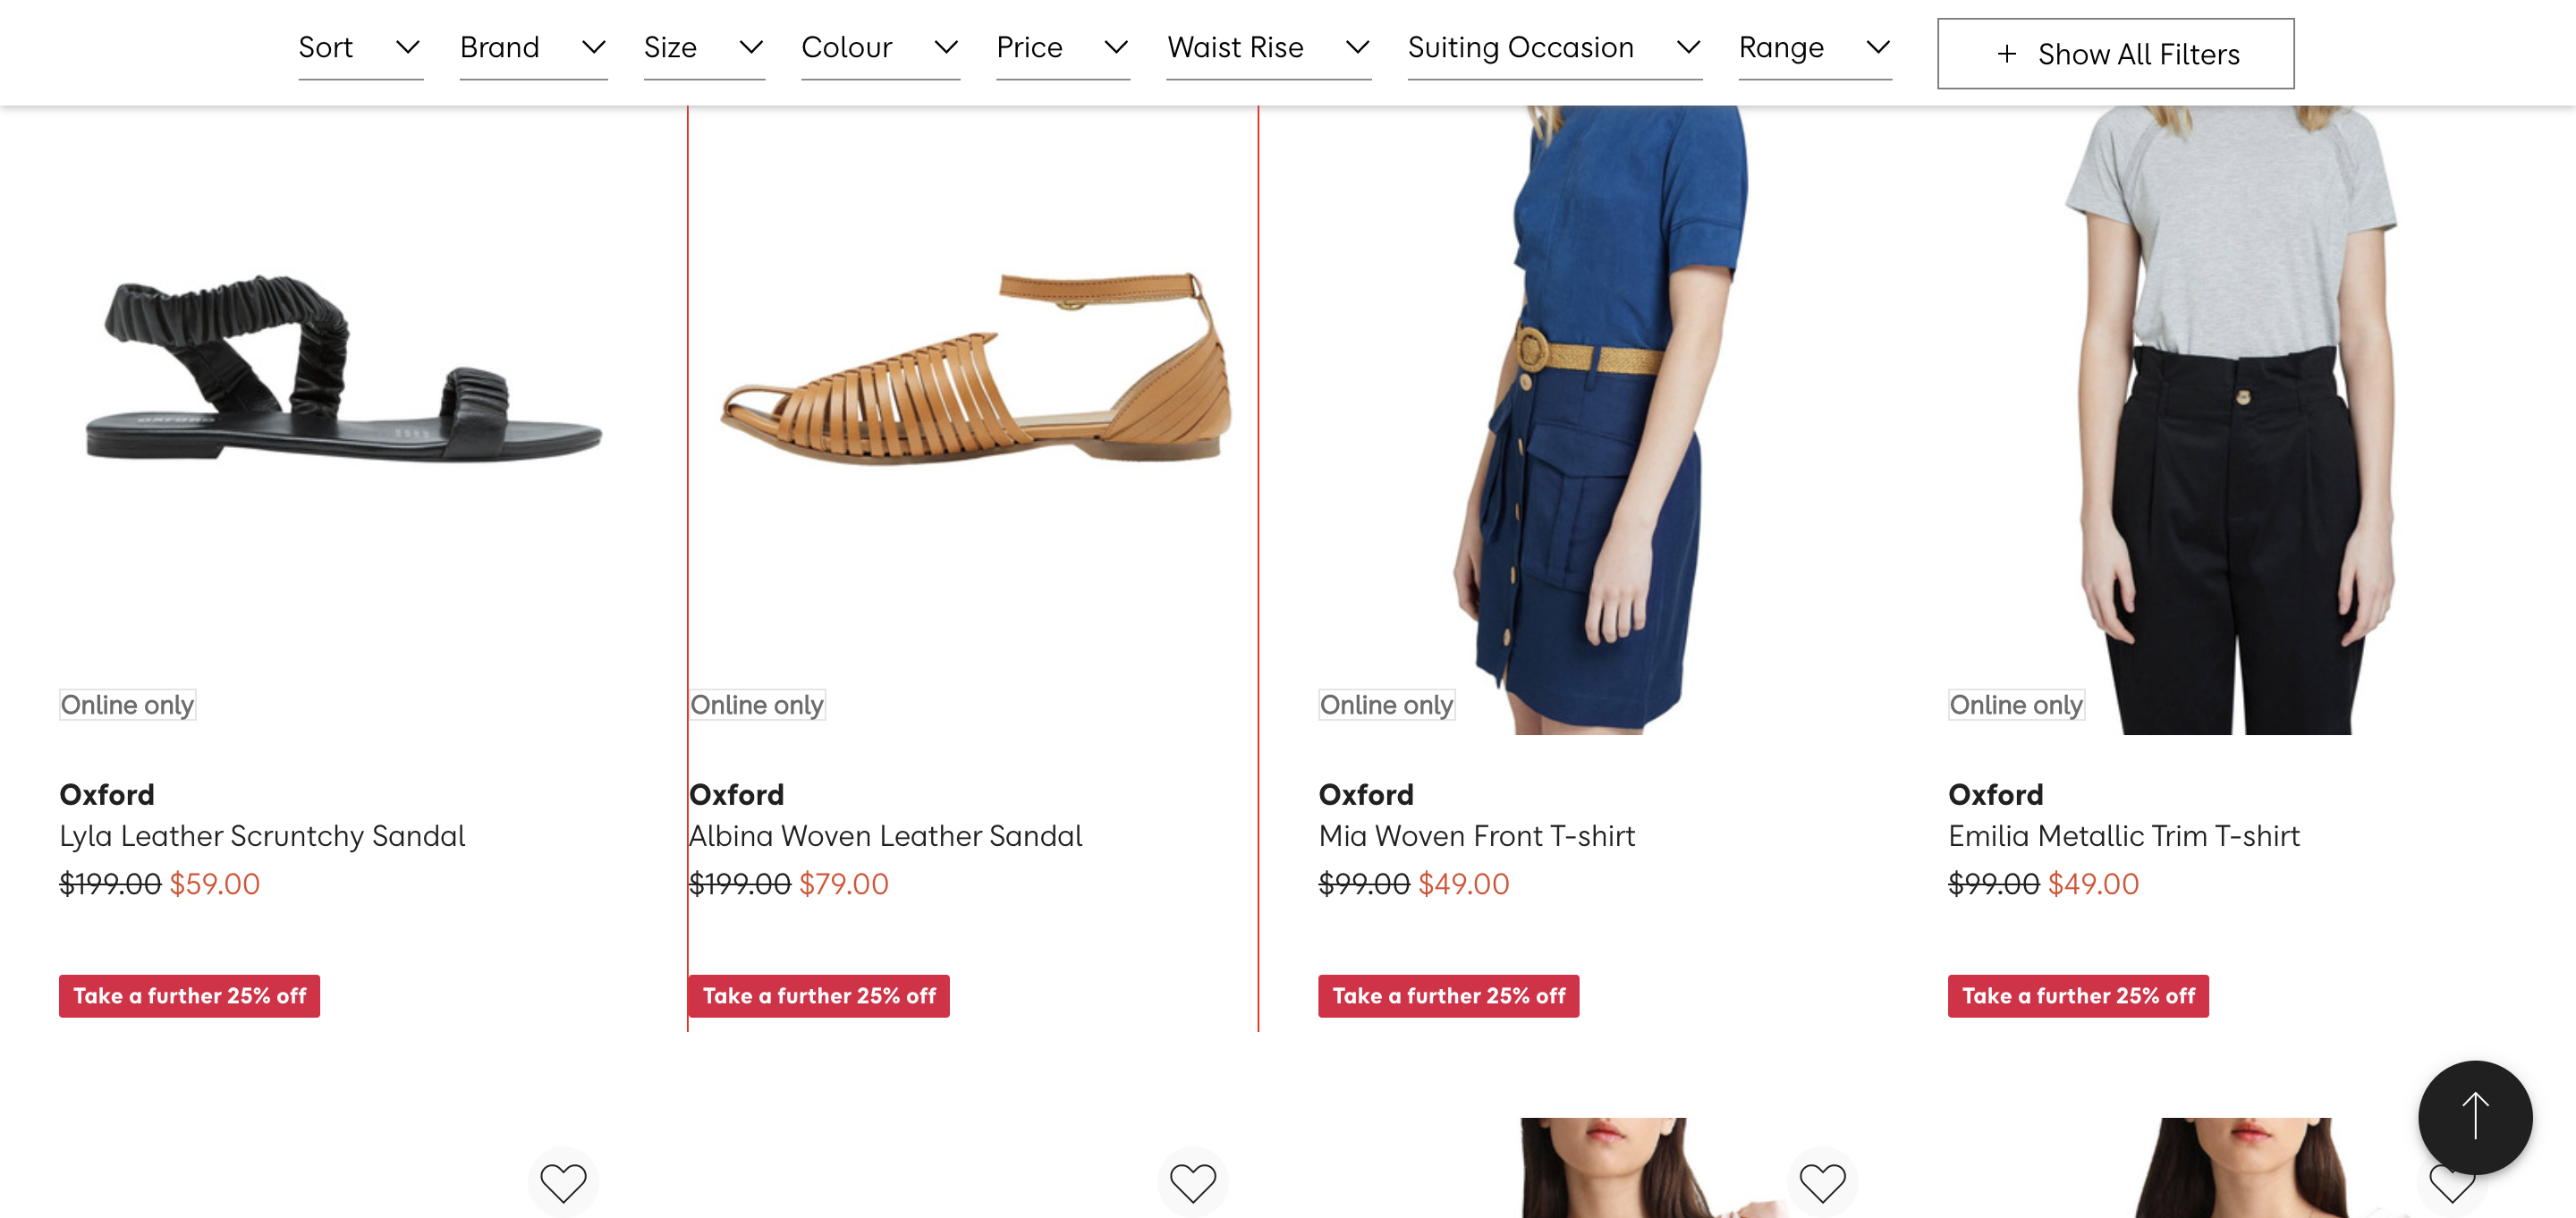 Sort Brand Size Colour Price Waist Rise Suiting Occasion Range + Show All Filters
OXFORD
Online only Online only Online only Online only
Oxford Oxford Oxford Oxford
Lyla Leather Scruntchy Sandal Albina Woven Leather Sandal Mia Woven Front T-shirt Emilia Metallic Trim T-shirt
$199.00 $59.00 $199.00 $79.00 $99.00 $49.00 $99.00 $49.00
Take a further 25% off Take a further 25% off Take a further 25% off Take a further 25% off